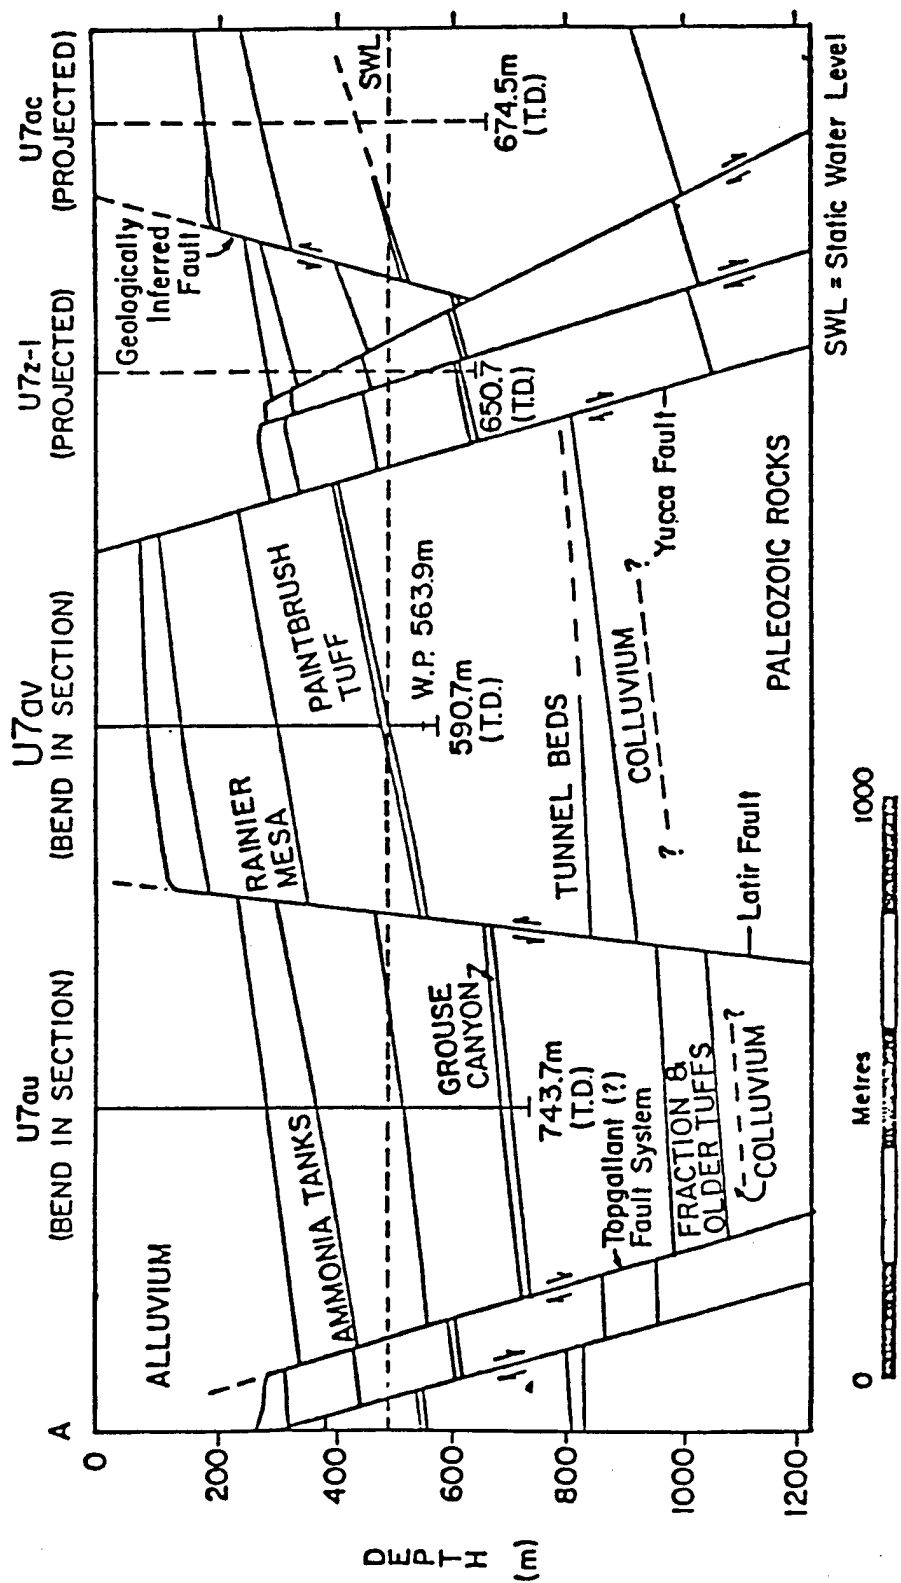 A
U7au
(BEND IN SECTION)
U7av
(BEND IN SECTION)
U7z-1
(PROJECTED)
U7ac
(PROJECTED)
DEPTH
(m)
0
200
400
600
800
1000
1200
ALLUVIUM
AMMONIA TANKS
RAINIER
MESA
PAINTBRUSH
TUFF
Geologically
Inferred
Fault
SWL
GROUSE
CANYON
W.P. 563.9m
590.7m
(T.D.)
743.7m
(T.D.)
650.7
(T.D.)
674.5m
(T.D.)
Topgallant (?)
Fault System
TUNNEL BEDS
FRACTION &
OLDER TUFFS
COLLUVIUM
?
?
?
COLLUVIUM
Latir Fault
Yucca Fault
PALEOZOIC ROCKS
SWL = Static Water Level
0
Metres
1000